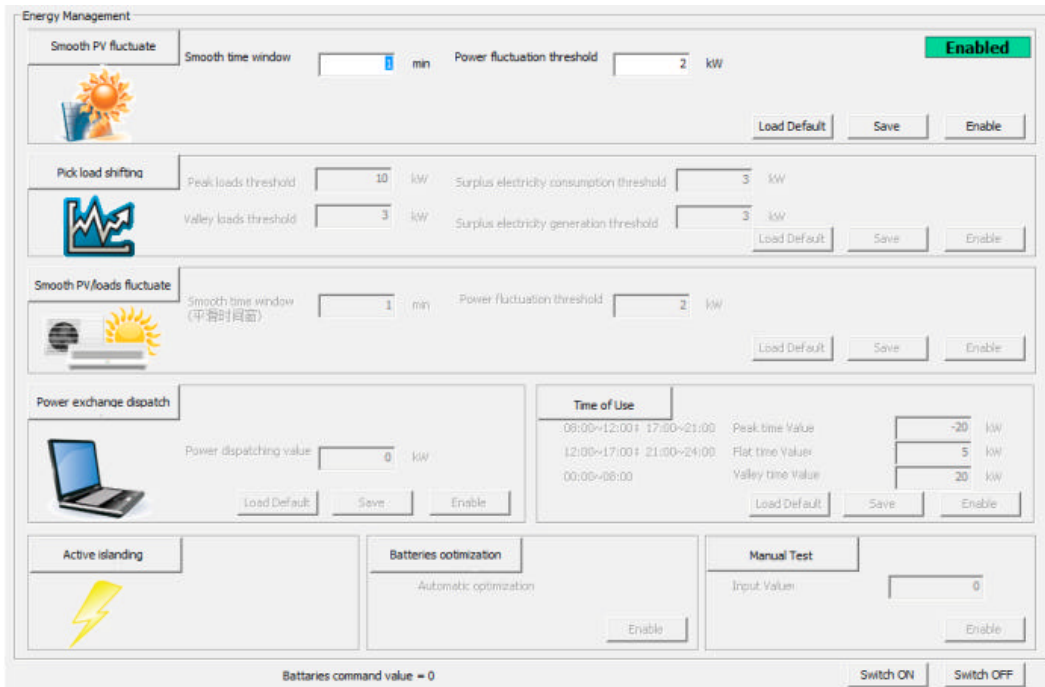 Energy Management
Smooth PV fluctuate
Enabled
Smooth time window 1 min Power fluctuation threshold 2 kW
Load Default Save Enable
Pick load shifting
Peak loads threshold 10 kW Surplus electricity consumption threshold 3 kW
Valley loads threshold 3 kW Surplus electricity generation threshold 3 kW
Load Default Save Enable
Smooth PV/loads fluctuate
Smooth time window 1 min Power fluctuation threshold 2 kW
(平滑时间窗)
Load Default Save Enable
Power exchange dispatch
Power dispatching value 0 kW
Load Default Save Enable
Time of Use
08:00~12:00; 17:00~21:00 Peak time Value -20 kW
12:00~17:00; 21:00~24:00 Flat time Value 5 kW
00:00~08:00 Valley time Value 20 kW
Load Default Save Enable
Active islanding
Batteries optimization
Automatic optimization
Enable
Manual Test
Input Value 0
Enable
Battaries command value = 0
Switch ON Switch OFF